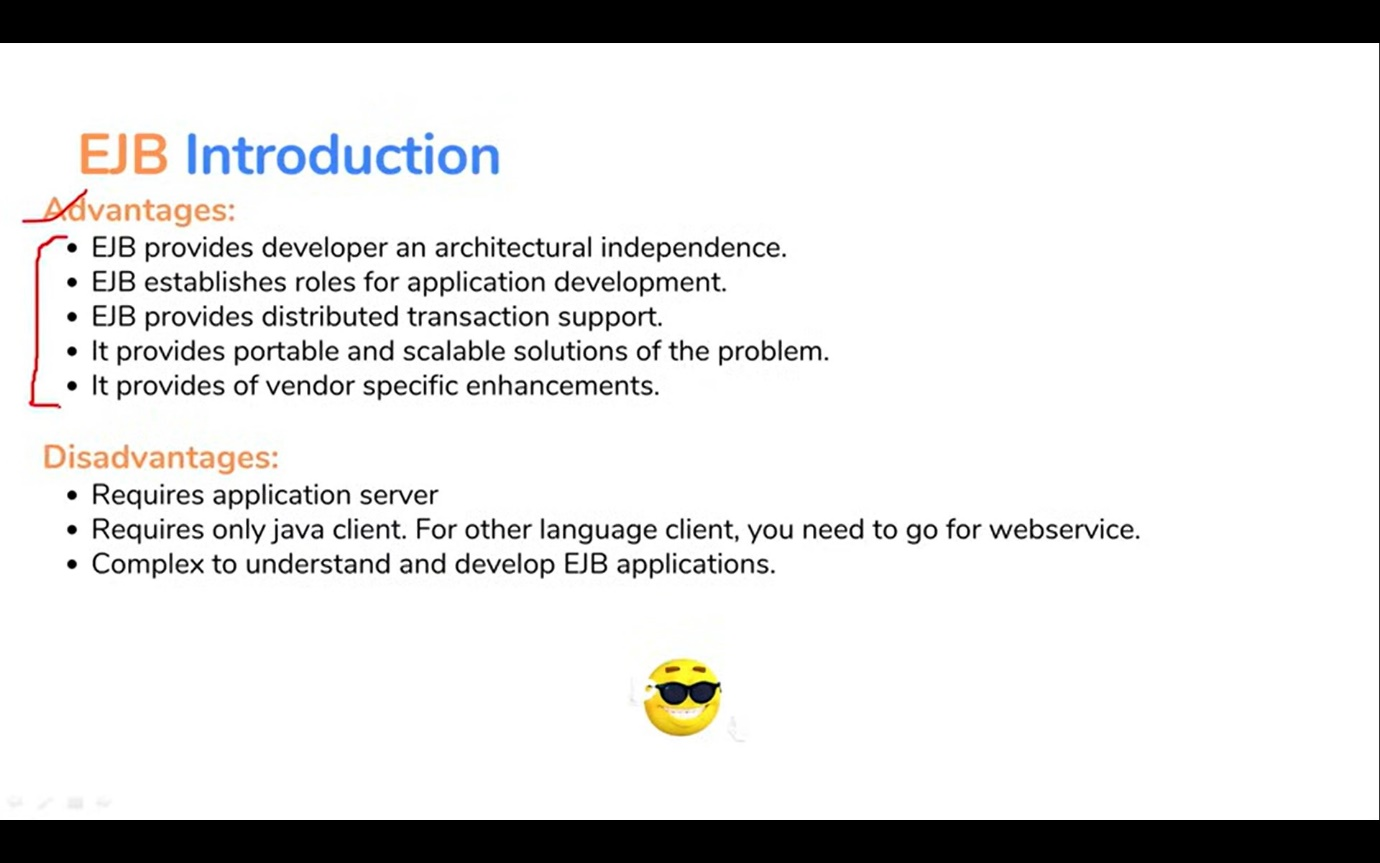 EJB Introduction
Advantages:
• EJB provides developer an architectural independence.
• EJB establishes roles for application development.
• EJB provides distributed transaction support.
• It provides portable and scalable solutions of the problem.
• It provides of vendor specific enhancements.
Disadvantages:
• Requires application server
• Requires only java client. For other language client, you need to go for webservice.
• Complex to understand and develop EJB applications.